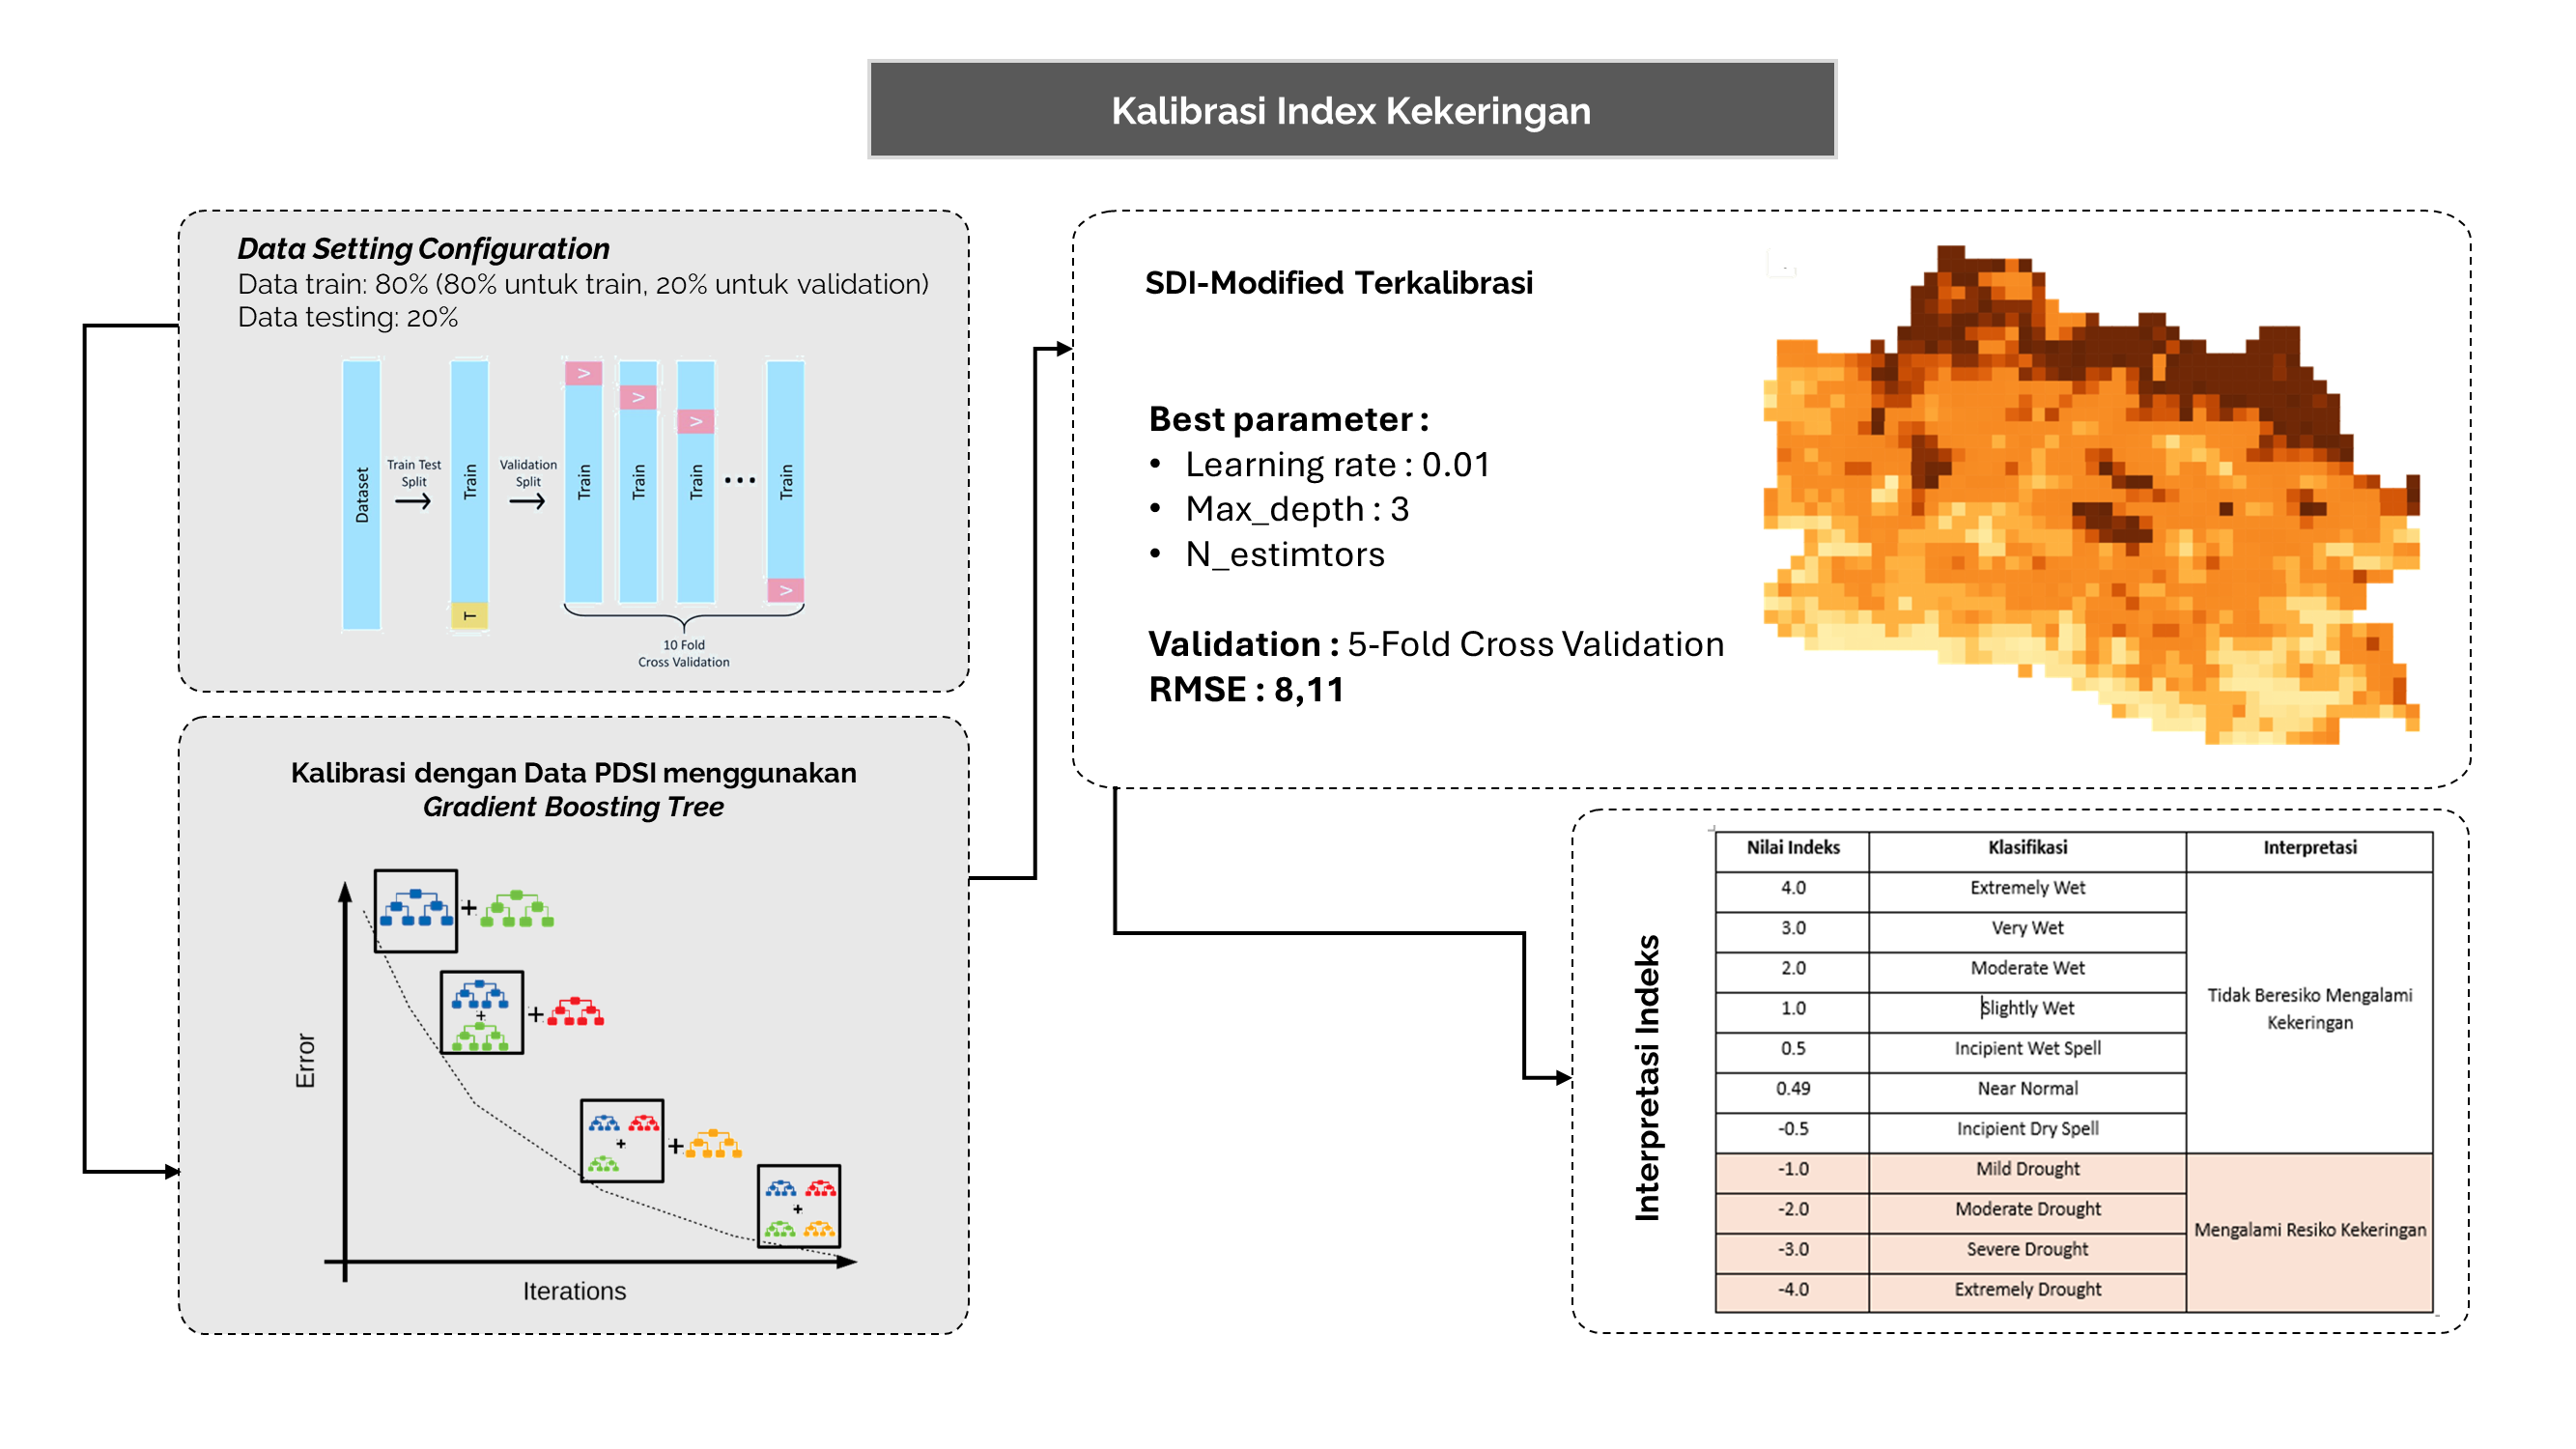 Kalibrasi Index Kekeringan
Data Setting Configuration
Data train: 80% (80% untuk train, 20% untuk validation)
Data testing: 20%
Dataset
Train Test
Split
Train
T
Validation
Split
V
Train
V
Train
V
Train
...
Train
V
10 Fold
Cross Validation
Kalibrasi dengan Data PDSI menggunakan
Gradient Boosting Tree
+
+
+
+
+
+
Error
Iterations
SDI-Modified Terkalibrasi
Best parameter :
• Learning rate : 0.01
• Max_depth : 3
• N_estimtors
Validation : 5-Fold Cross Validation
RMSE : 8,11
Interpretasi Indeks
Nilai Indeks Klasifikasi Interpretasi
4.0 Extremely Wet
3.0 Very Wet
2.0 Moderate Wet
1.0 Slightly Wet
0.5 Incipient Wet Spell
0.49 Near Normal
-0.5 Incipient Dry Spell
Tidak Beresiko Mengalami
Kekeringan
-1.0 Mild Drought
-2.0 Moderate Drought
-3.0 Severe Drought
-4.0 Extremely Drought
Mengalami Resiko Kekeringan